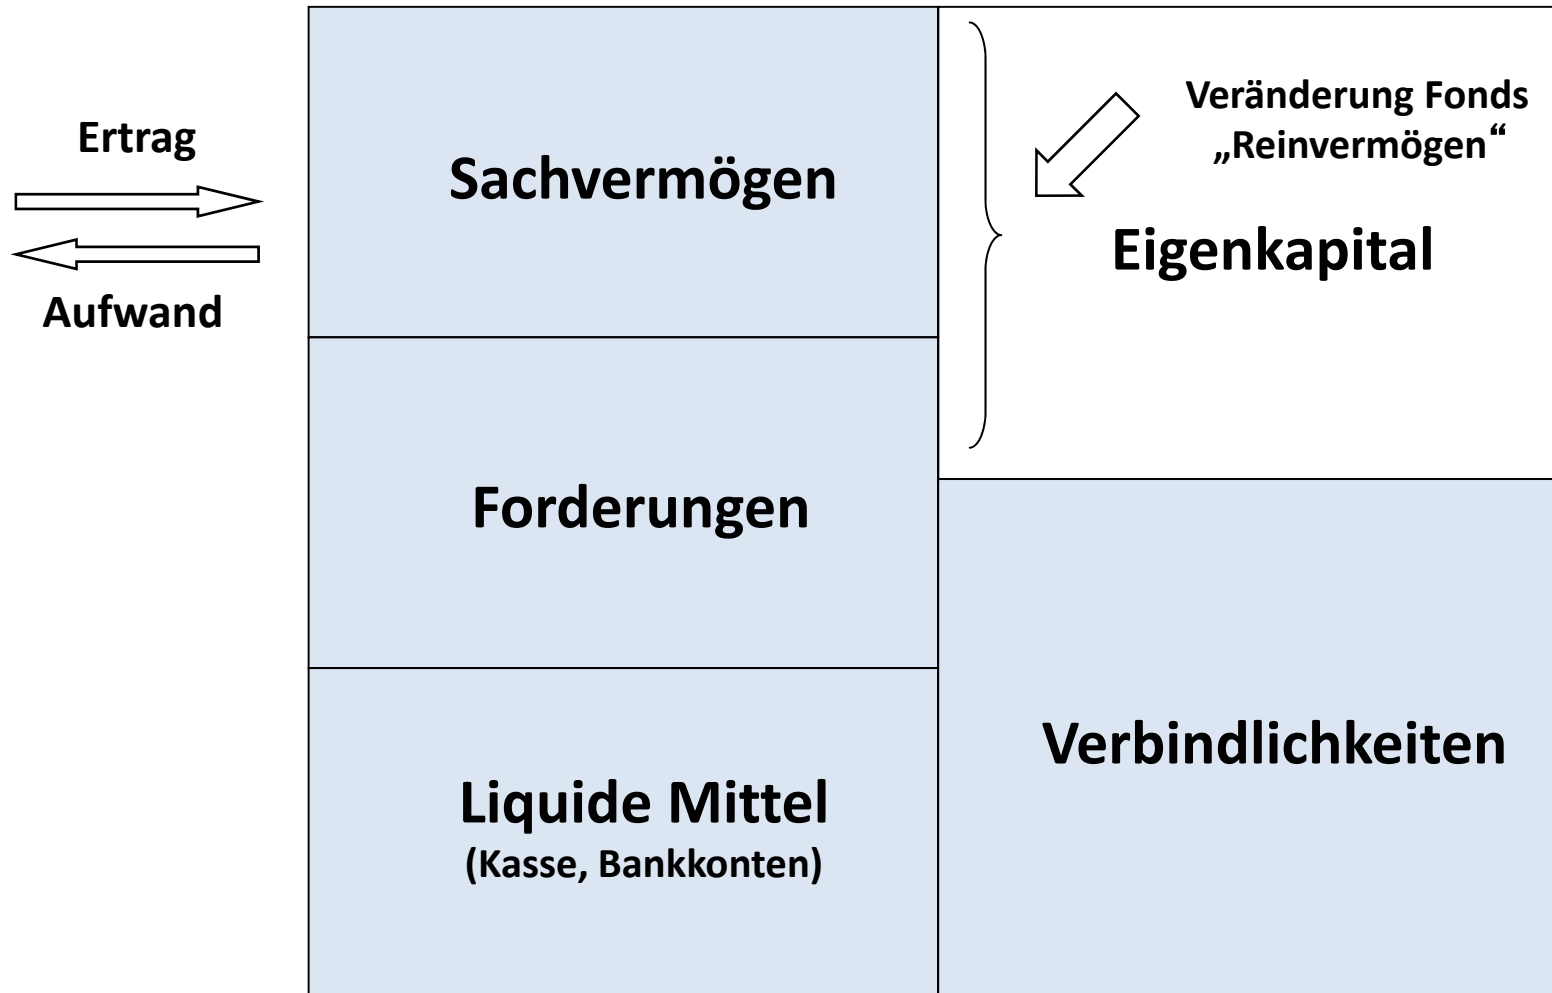 Ertrag
Aufwand
Sachvermögen
Forderungen
Liquide Mittel
(Kasse, Bankkonten)
Veränderung Fonds
„Reinvermögen“
Eigenkapital
Verbindlichkeiten